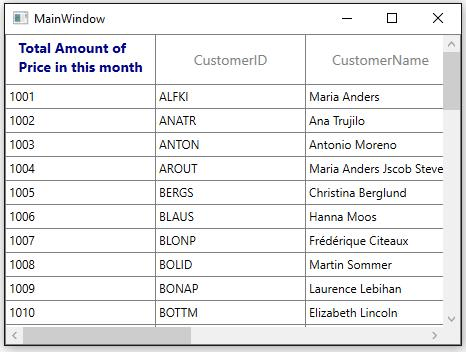 MainWindow
Total Amount of
Price in this month
CustomerID
CustomerName
1001 ALFKI Maria Anders
1002 ANATR Ana Trujilo
1003 ANTON Antonio Moreno
1004 AROUT Maria Anders Jscob Steve
1005 BERGS Christina Berglund
1006 BLAUS Hanna Moos
1007 BLONP Frédérique Citeaux
1008 BOLID Martin Sommer
1009 BONAP Laurence Lebihan
1010 BOTTM Elizabeth Lincoln